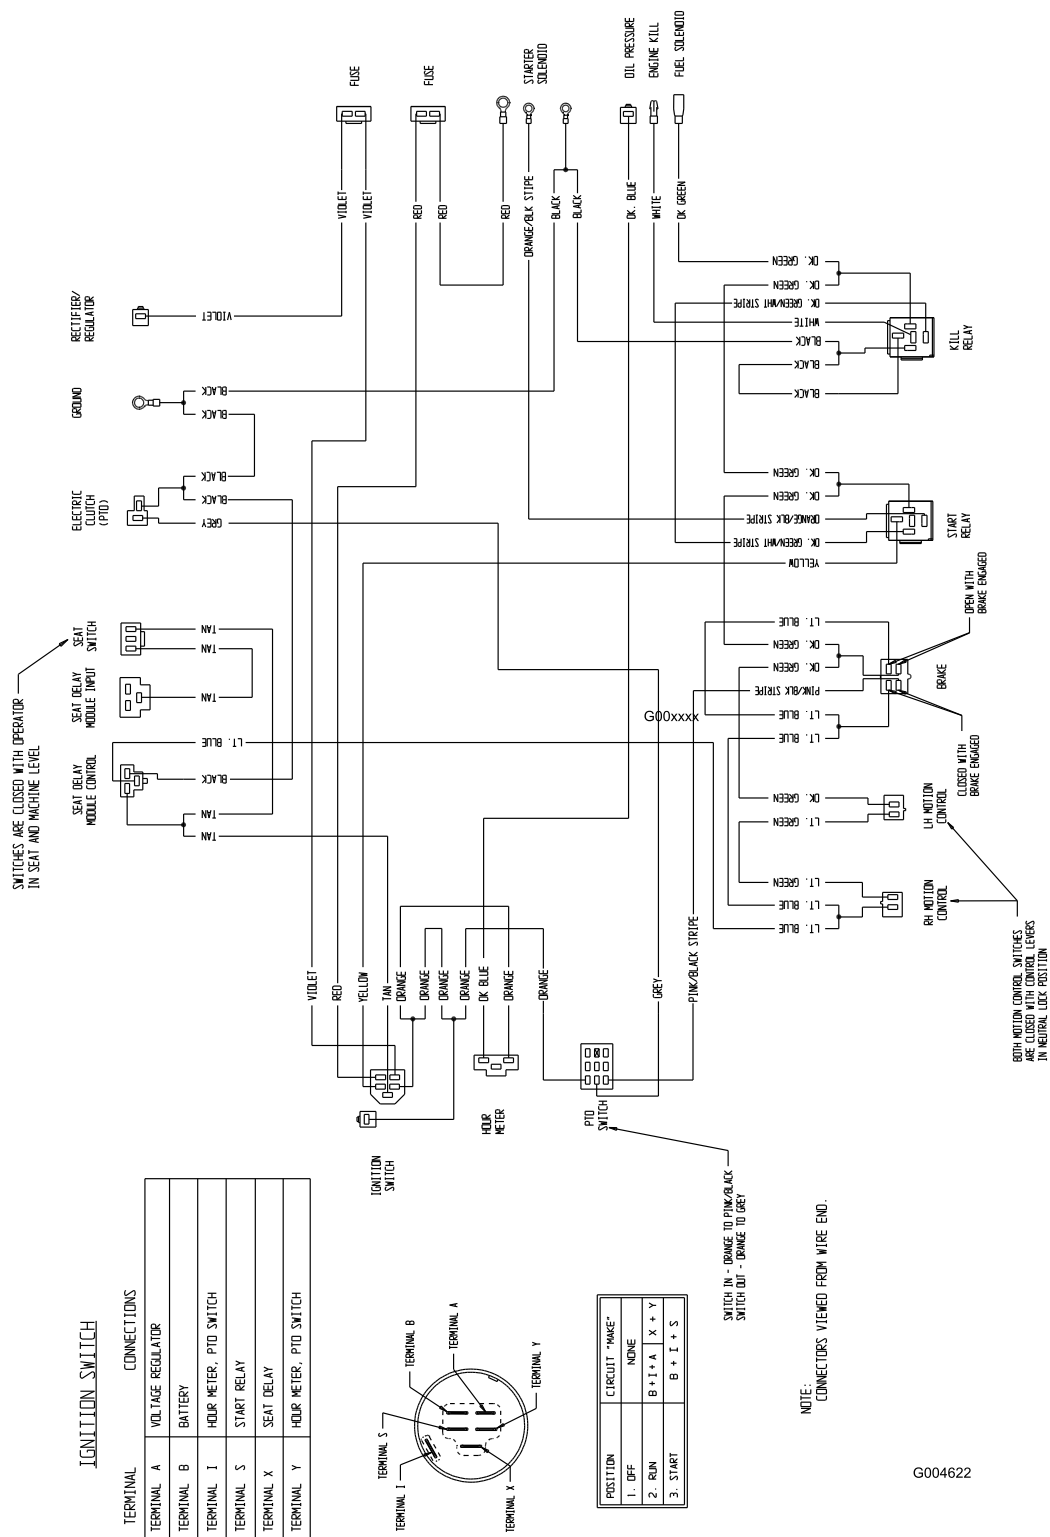 FUSE
FUSE
STARTER
SOLENOID
OIL PRESSURE
ENGINE KILL
FUEL SOLENOID
VIOLET
VIOLET
RED
RED
RED
ORANGE/BLK STIPE
BLACK
BLACK
DK. BLUE
WHITE
DK GREEN
RECTIFIER/
REGULATOR
VIOLET
GROUND
BLACK
BLACK
ELECTRIC
CLUTCH
(PTO)
BLACK
BLACK
GREY
SEAT
SWITCH
TAN
TAN
SEAT DELAY
MODULE INPUT
TAN
SEAT DELAY
MODULE CONTROL
LT. BLUE
BLACK
TAN
TAN
SWITCHES ARE CLOSED WITH OPERATOR
IN SEAT AND MACHINE LEVEL
DK. GREEN
DK. GREEN
DK. GREEN/WHT STRIPE
WHITE
BLACK
BLACK
BLACK
KILL
RELAY
DK. GREEN
DK. GREEN
ORANGE/BLK STRIPE
DK. GREEN/WHT STRIPE
YELLOW
START
RELAY
OPEN WITH
BRAKE ENGAGED
LT. BLUE
DK. GREEN
DK. GREEN
PINK/BLK STRIPE
LT. BLUE
LT. BLUE
BRAKE
G00xxxx
CLOSED WITH
BRAKE ENGAGED
DK. GREEN
LT. GREEN
LH MOTION
CONTROL
LT. GREEN
LT. BLUE
LT. BLUE
RH MOTION
CONTROL
BOTH MOTION CONTROL SWITCHES
ARE CLOSED WITH CONTROL LEVERS
IN NEUTRAL LOCK POSITION
VIOLET
RED
YELLOW
TAN
ORANGE
ORANGE
ORANGE
ORANGE
DK BLUE
ORANGE
ORANGE
GREY
PINK/BLACK STRIPE
IGNITION
SWITCH
HOUR
METER
PTO
SWITCH
SWITCH IN - ORANGE TO PINK/BLACK
SWITCH OUT - ORANGE TO GREY
IGNITION SWITCH
TERMINAL CONNECTIONS
TERMINAL A VOLTAGE REGULATOR
TERMINAL B BATTERY
TERMINAL I HOUR METER, PTO SWITCH
TERMINAL S START RELAY
TERMINAL X SEAT DELAY
TERMINAL Y HOUR METER, PTO SWITCH
TERMINAL I
TERMINAL S
TERMINAL B
TERMINAL A
TERMINAL Y
TERMINAL X
POSITION CIRCUIT "MAKE"
1. OFF NONE
2. RUN B+I+A X + Y
3. START B + I + S
NOTE:
CONNECTORS VIEWED FROM WIRE END.
G004622